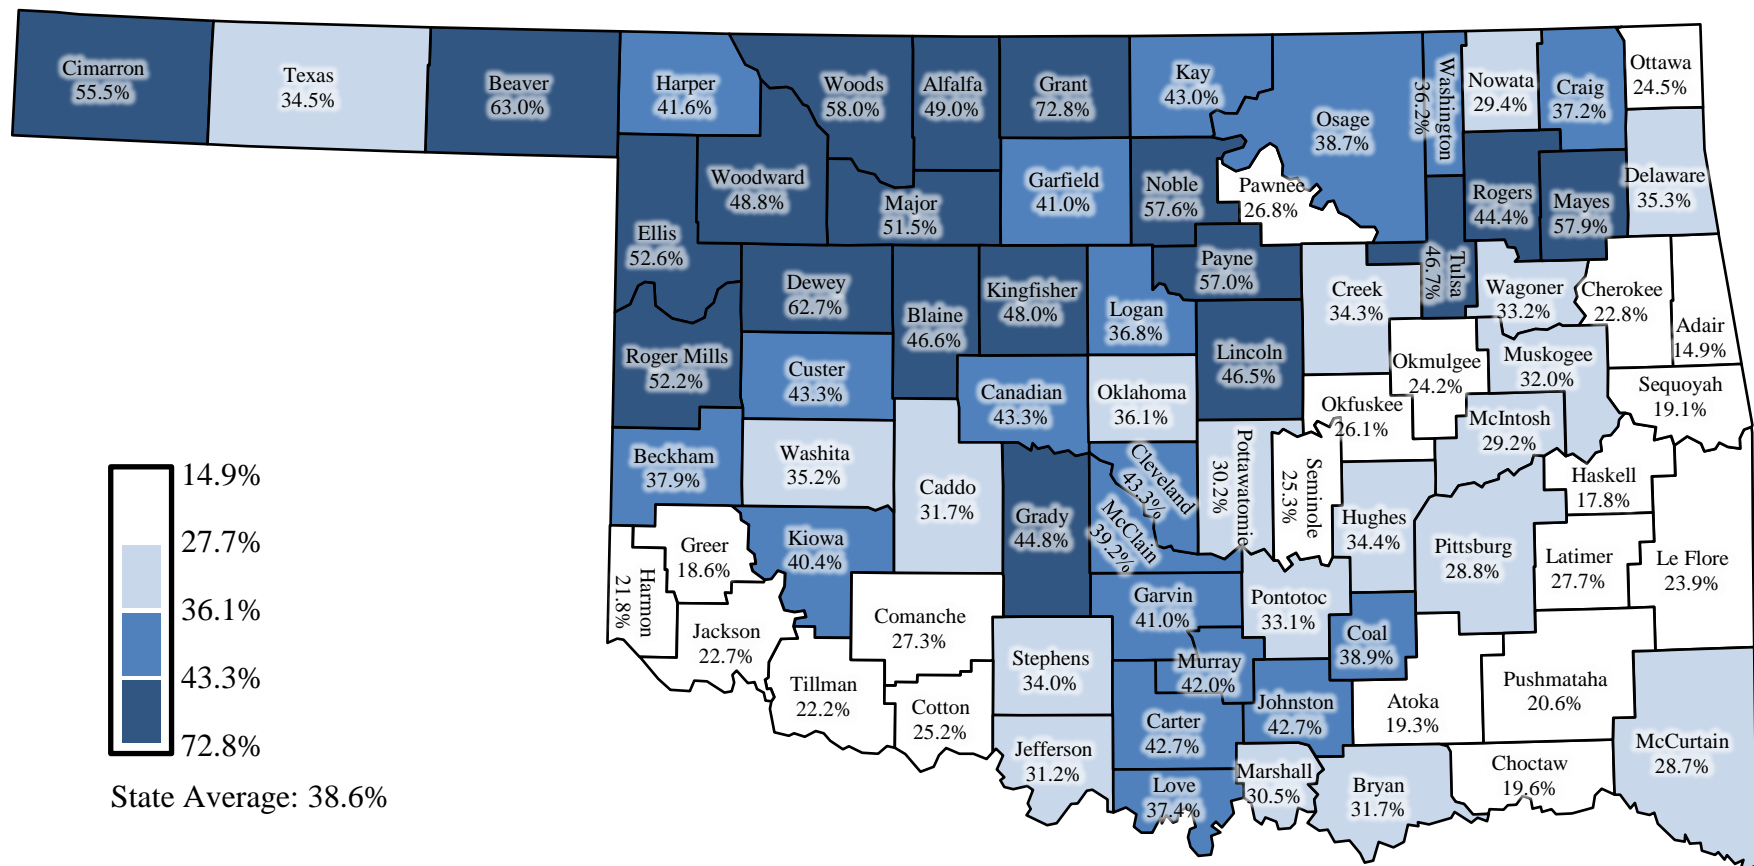 Cimarron
55.5%
Texas
34.5%
Beaver
63.0%
Harper
41.6%
Woods
58.0%
Alfalfa
49.0%
Grant
72.8%
Kay
43.0%
Osage
38.7%
Washington
36.2%
Nowata
29.4%
Craig
37.2%
Ottawa
24.5%
Woodward
48.8%
Major
51.5%
Garfield
41.0%
Noble
57.6%
Pawnee
26.8%
Rogers
44.4%
Mayes
57.9%
Delaware
35.3%
Ellis
52.6%
Dewey
62.7%
Blaine
46.6%
Kingfisher
48.0%
Logan
36.8%
Payne
57.0%
Creek
34.3%
Tulsa
46.7%
Wagoner
33.2%
Cherokee
22.8%
Adair
14.9%
Roger Mills
52.2%
Custer
43.3%
Canadian
43.3%
Oklahoma
36.1%
Lincoln
46.5%
Okmulgee
24.2%
Muskogee
32.0%
Sequoyah
19.1%
Okfuskee
26.1%
McIntosh
29.2%
Beckham
37.9%
Washita
35.2%
Caddo
31.7%
Grady
44.8%
Cleveland
43.3%
McClain
39.2%
Pottawatomie
30.2%
Seminole
25.3%
Hughes
34.4%
Pittsburg
28.8%
Haskell
17.8%
Latimer
27.7%
Le Flore
23.9%
Greer
18.6%
Kiowa
40.4%
Harmon
21.8%
Jackson
22.7%
Comanche
27.3%
Tillman
22.2%
Cotton
25.2%
Stephens
34.0%
Garvin
41.0%
Pontotoc
33.1%
Coal
38.9%
Murray
42.0%
Johnston
42.7%
Atoka
19.3%
Pushmataha
20.6%
Carter
42.7%
Jefferson
31.2%
Love
37.4%
Marshall
30.5%
Bryan
31.7%
Choctaw
19.6%
McCurtain
28.7%
14.9%
27.7%
36.1%
43.3%
72.8%
State Average: 38.6%